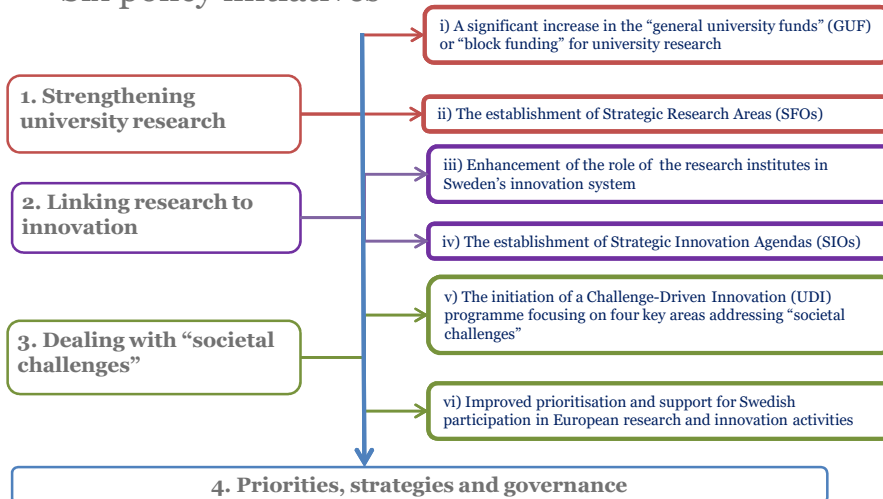 Six policy initiatives
i) A significant increase in the “general university funds” (GUF)
or “block funding” for university research
1. Strengthening
university research
ii) The establishment of Strategic Research Areas (SFOs)
iii) Enhancement of the role of the research institutes in
Sweden’s innovation system
2. Linking research to
innovation
iv) The establishment of Strategic Innovation Agendas (SIOs)
v) The initiation of a Challenge-Driven Innovation (UDI)
programme focusing on four key areas addressing “societal
challenges”
3. Dealing with “societal
challenges”
vi) Improved prioritisation and support for Swedish
participation in European research and innovation activities
4. Priorities, strategies and governance